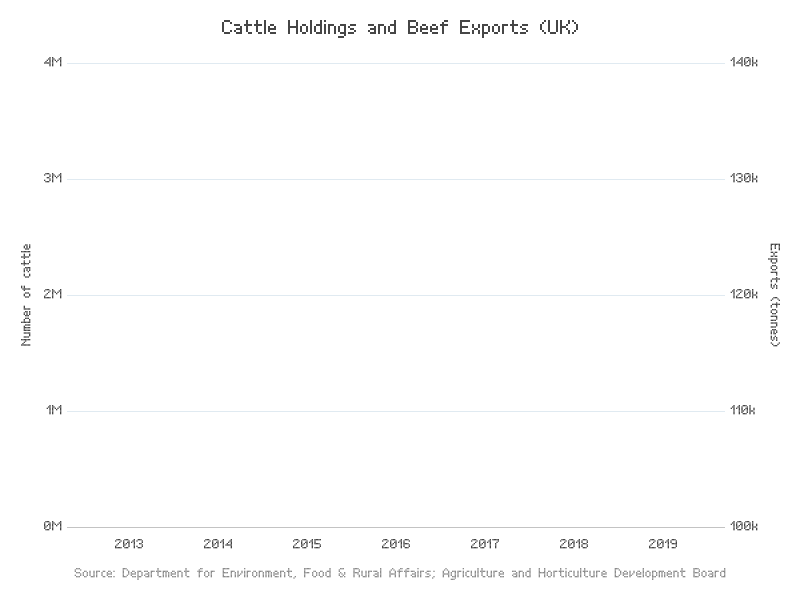 Cattle Holdings and Beef Exports (UK)
4M
140k
3M
130k
Number of cattle
Exports (tonnes)
2M
120k
1M
110k
0M
100k
2013
2014
2015
2016
2017
2018
2019
Source: Department for Environment, Food & Rural Affairs; Agriculture and Horticulture Development Board